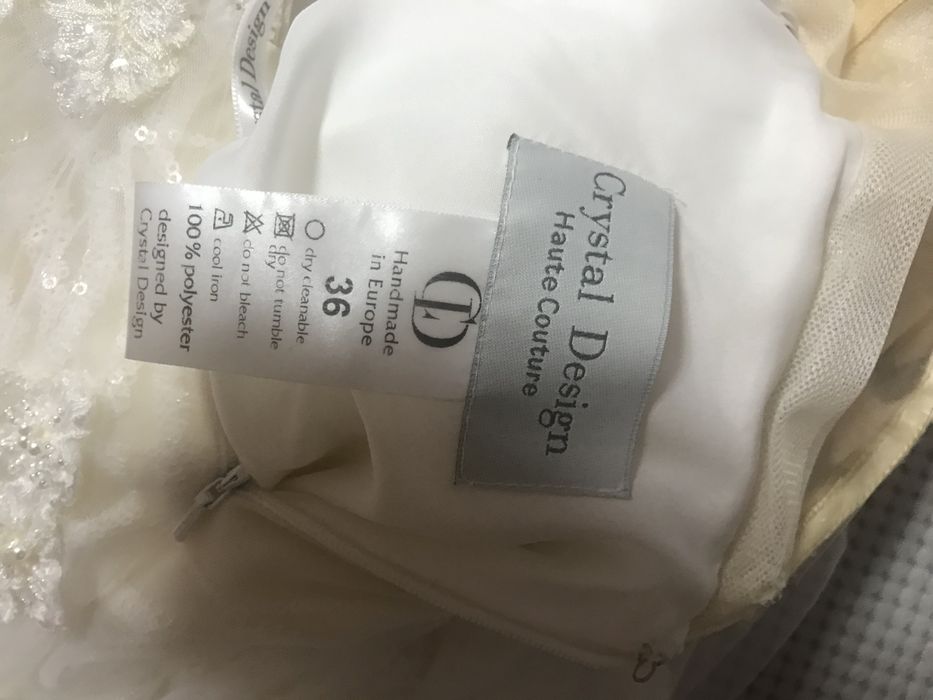 Crystal Design
Haute Couture
CD
Handmade
in Europe
36
dry cleanable
do not tumble
dry
do not bleach
cool iron
100% polyester
designed by
Crystal Design
Design